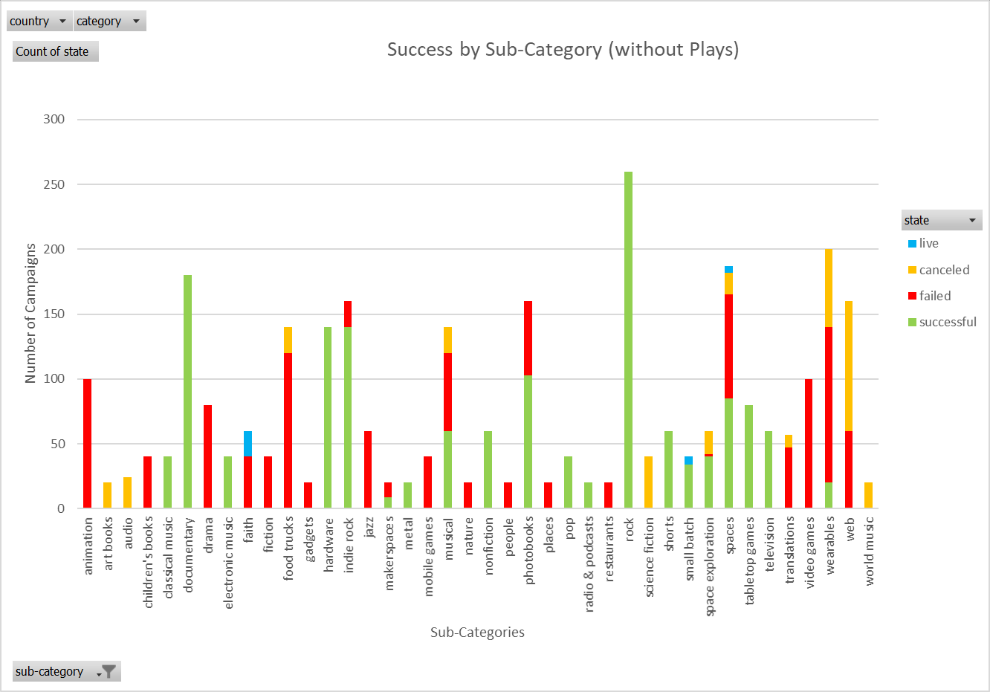 country category
Count of state
Success by Sub-Category (without Plays)
300
250
200
150
100
50
0
Number of Campaigns
animation
art books
audio
children's books
classical music
documentary
drama
electronic music
faith
fiction
food trucks
gadgets
hardware
indie rock
jazz
makerspaces
metal
mobile games
musical
nature
nonfiction
people
photobooks
places
pop
radio & podcasts
restaurants
rock
science fiction
shorts
small batch
space exploration
spaces
tabletop games
television
translations
video games
wearables
web
world music
Sub-Categories
state
live
canceled
failed
successful
sub-category